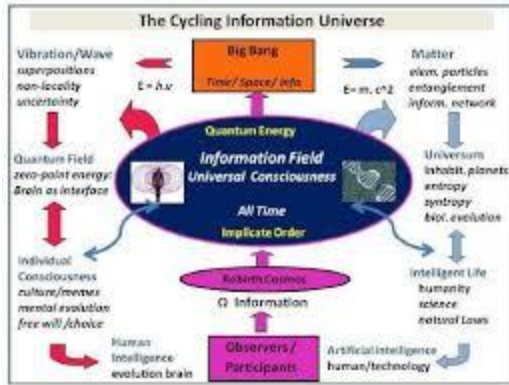 The Cycling Information Universe
Vibration/Wave
superpositions
non-locality
uncertainty
E = h.v
Big Bang
Time/ Space/ Info
E= m. c^2
Matter
elem. particles
entanglement
inform. network
Quantum Field
zero-point energy:
Brain as interface
Quantum Energy
Information Field
Universal Consciousness
All Time
Implicate Order
Universum
inhabit. planets
entropy
syntropy
biol. evolution
Individual
Consciousness
culture/memes
mental evolution
free will /choice
Rebirth Cosmos
Ω Information
Intelligent Life
humanity
science
natural Laws
Human
Intelligence
evolution brain
Observers /
Participants
Artificial Intelligence
human/technology